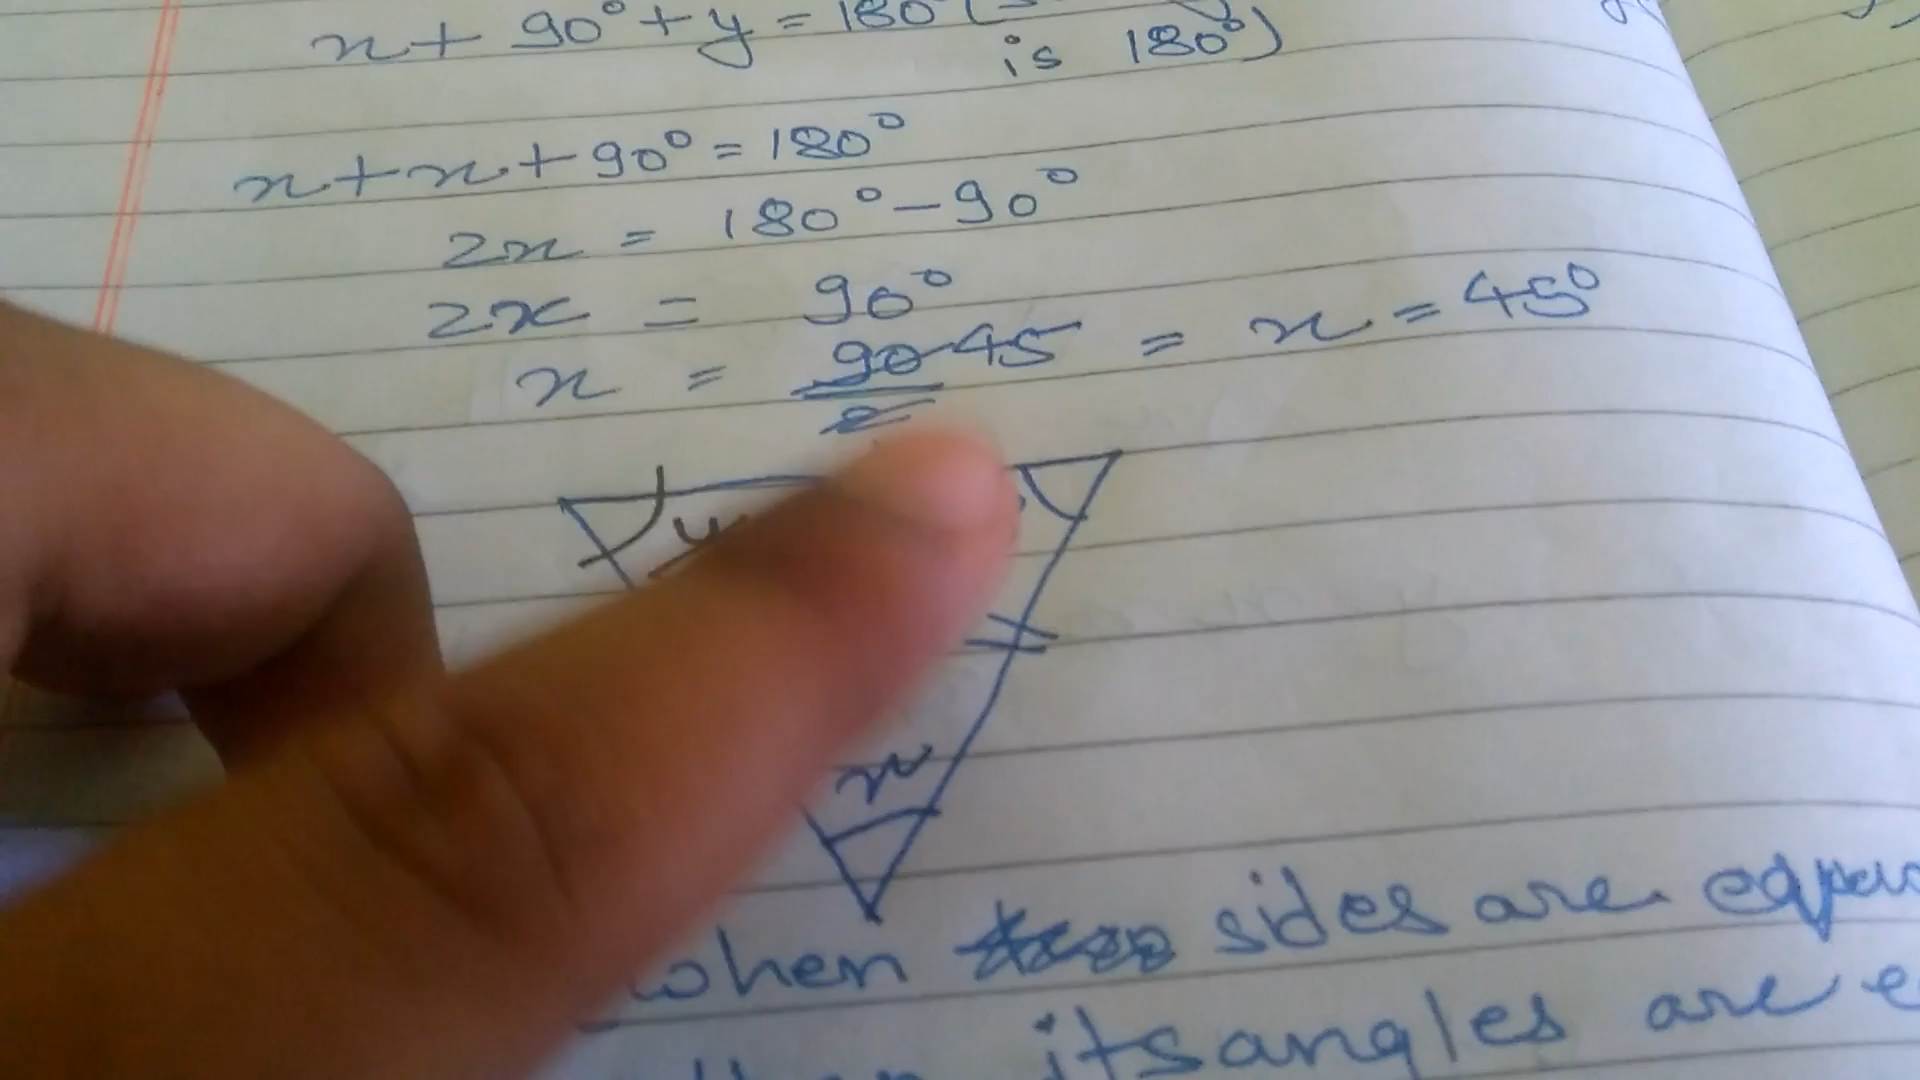 x + 90° + y = 180°
is 180°)
x + x + 90° = 180°
2x = 180° - 90°
2x = 90°
x = 90/2 45 = x = 45°
y
x
when sides are equal
its angles are